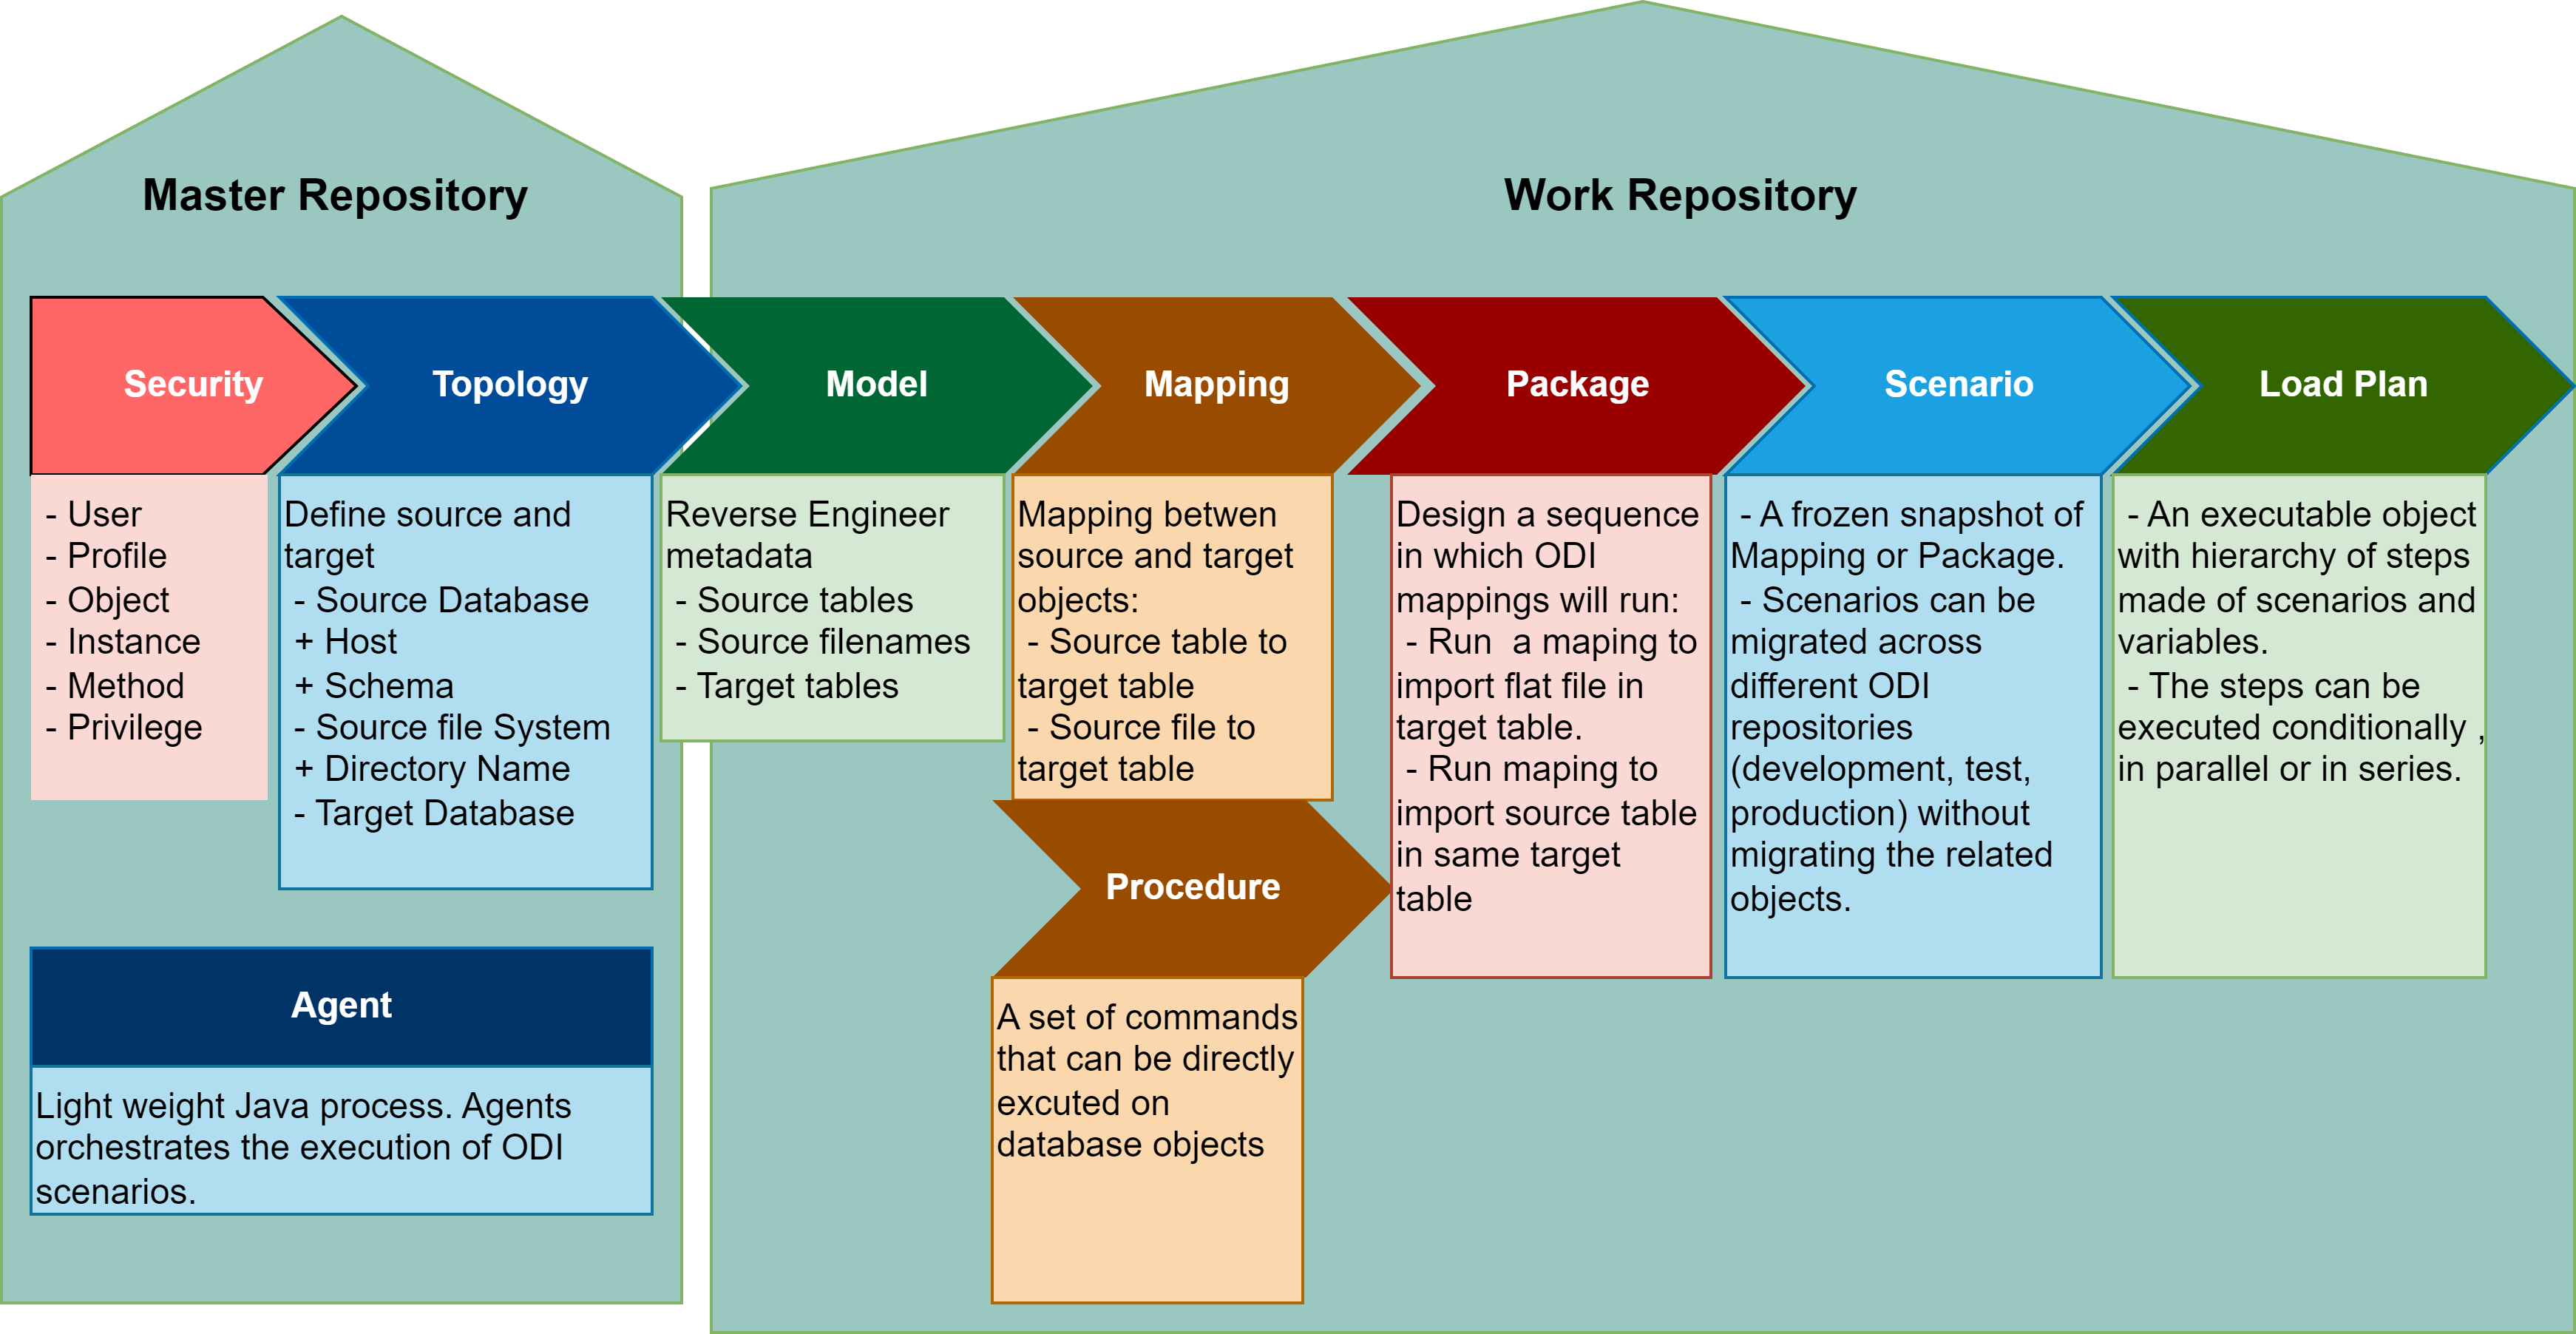 Master Repository
Work Repository
Security
Topology
Model
Mapping
Package
Scenario
Load Plan
- User
- Profile
- Object
- Instance
- Method
- Privilege
Define source and
target
- Source Database
+ Host
+ Schema
- Source file System
+ Directory Name
- Target Database
Reverse Engineer
metadata
- Source tables
- Source filenames
- Target tables
Mapping betwen
source and target
objects:
- Source table to
target table
- Source file to
target table
Procedure
A set of commands
that can be directly
excuted on
database objects
Design a sequence
in which ODI
mappings will run:
- Run  a maping to
import flat file in
target table.
- Run maping to
import source table
in same target
table
- A frozen snapshot of
Mapping or Package.
- Scenarios can be
migrated across
different ODI
repositories
(development, test,
production) without
migrating the related
objects.
- An executable object
with hierarchy of steps
made of scenarios and
variables.
- The steps can be
executed conditionally ,
in parallel or in series.
Agent
Light weight Java process. Agents
orchestrates the execution of ODI
scenarios.